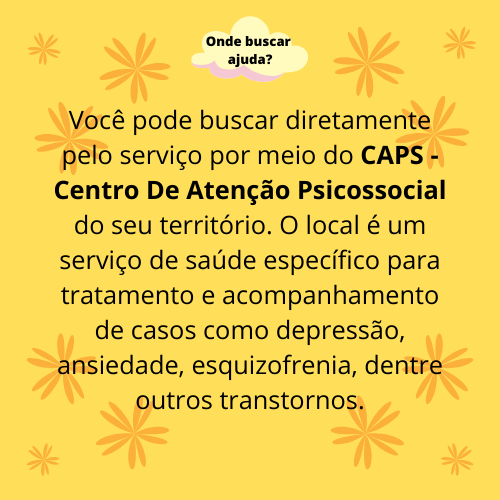 Onde buscar
ajuda?
Você pode buscar diretamente
pelo serviço por meio do CAPS -
Centro De Atenção Psicossocial
do seu território. O local é um
serviço de saúde específico para
tratamento e acompanhamento
de casos como depressão,
ansiedade, esquizofrenia, dentre
outros transtornos.